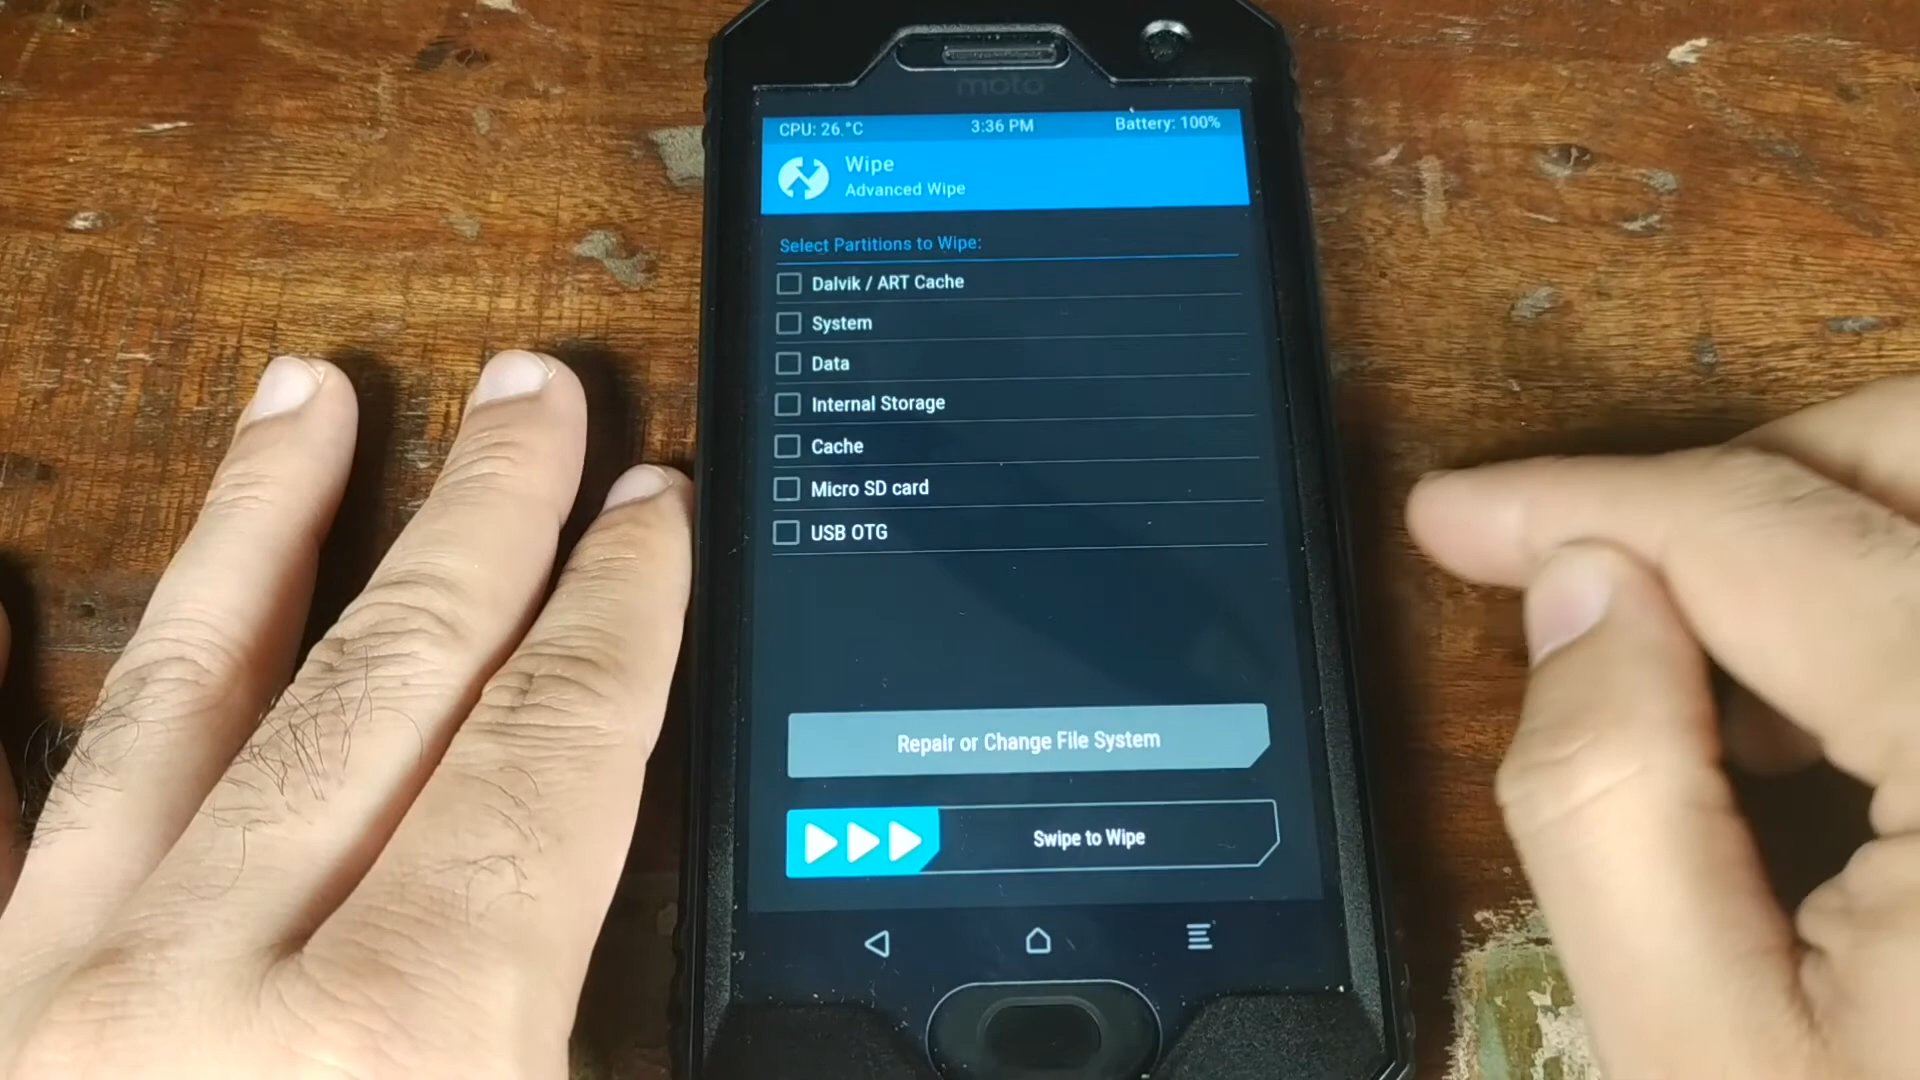 moto
CPU: 26.°C 3:36 PM Battery: 100%
Wipe
Advanced Wipe
Select Partitions to Wipe:
Dalvik / ART Cache
System
Data
Internal Storage
Cache
Micro SD card
USB OTG
Repair or Change File System
Swipe to Wipe